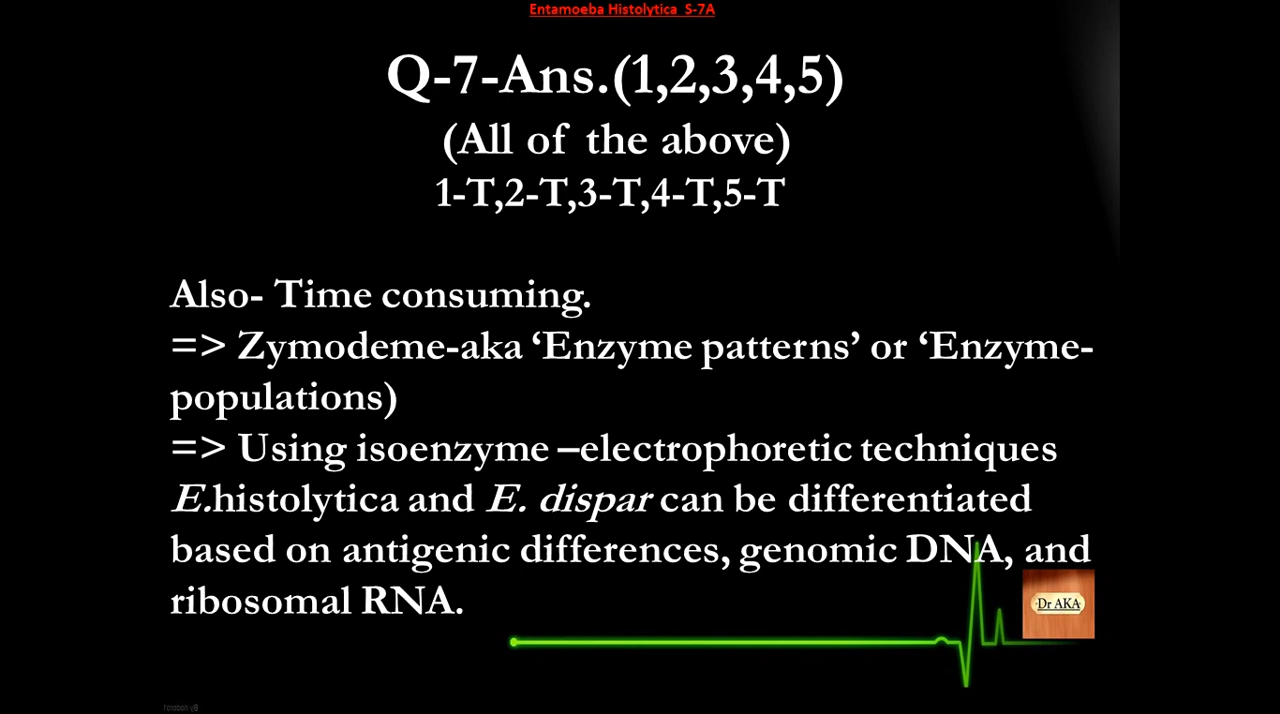 Entamoeba Histolytica S-7A
Q-7-Ans.(1,2,3,4,5)
(All of the above)
1-T,2-T,3-T,4-T,5-T
Also- Time consuming.
=> Zymodeme-aka ‘Enzyme patterns’ or ‘Enzyme-
populations)
=> Using isoenzyme –electrophoretic techniques
E.histolytica and E. dispar can be differentiated
based on antigenic differences, genomic DNA, and
ribosomal RNA.
Dr AKA